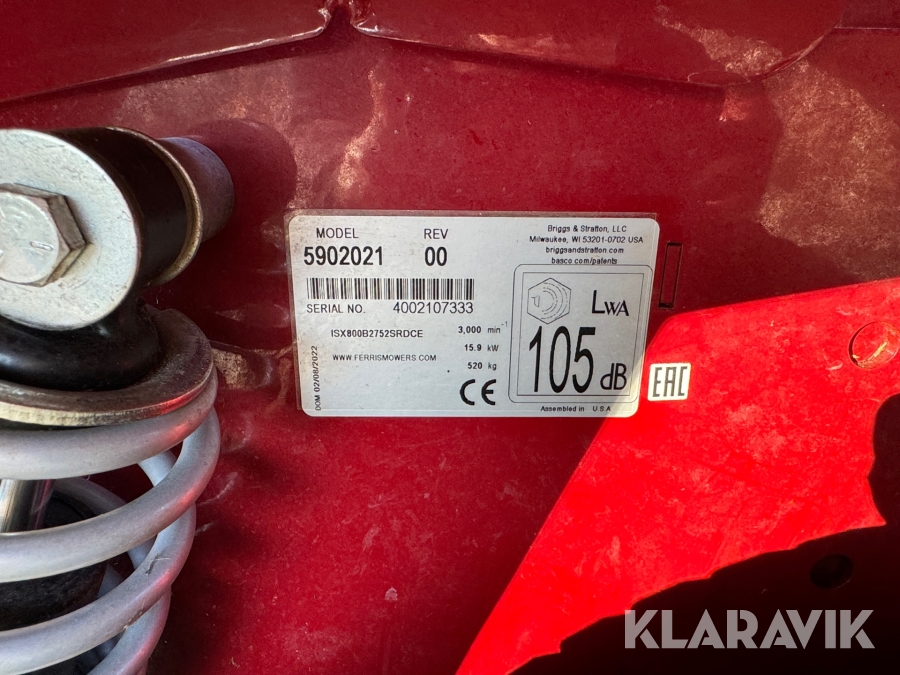 MODEL REV
5902021 00
SERIAL NO. 4002107333
ISX800B2752SRDCE
WWW.FERRISMOWERS.COM
DOM 02/08/2022
3,000 min⁻¹
15.9 kW
520 kg
CE
Briggs & Stratton, LLC
Milwaukee, WI 53201-0702 USA
briggsandstratton.com
basco.com/patents
LWA
105 dB
Assembled in U.S.A
EAC
KLARAVIK